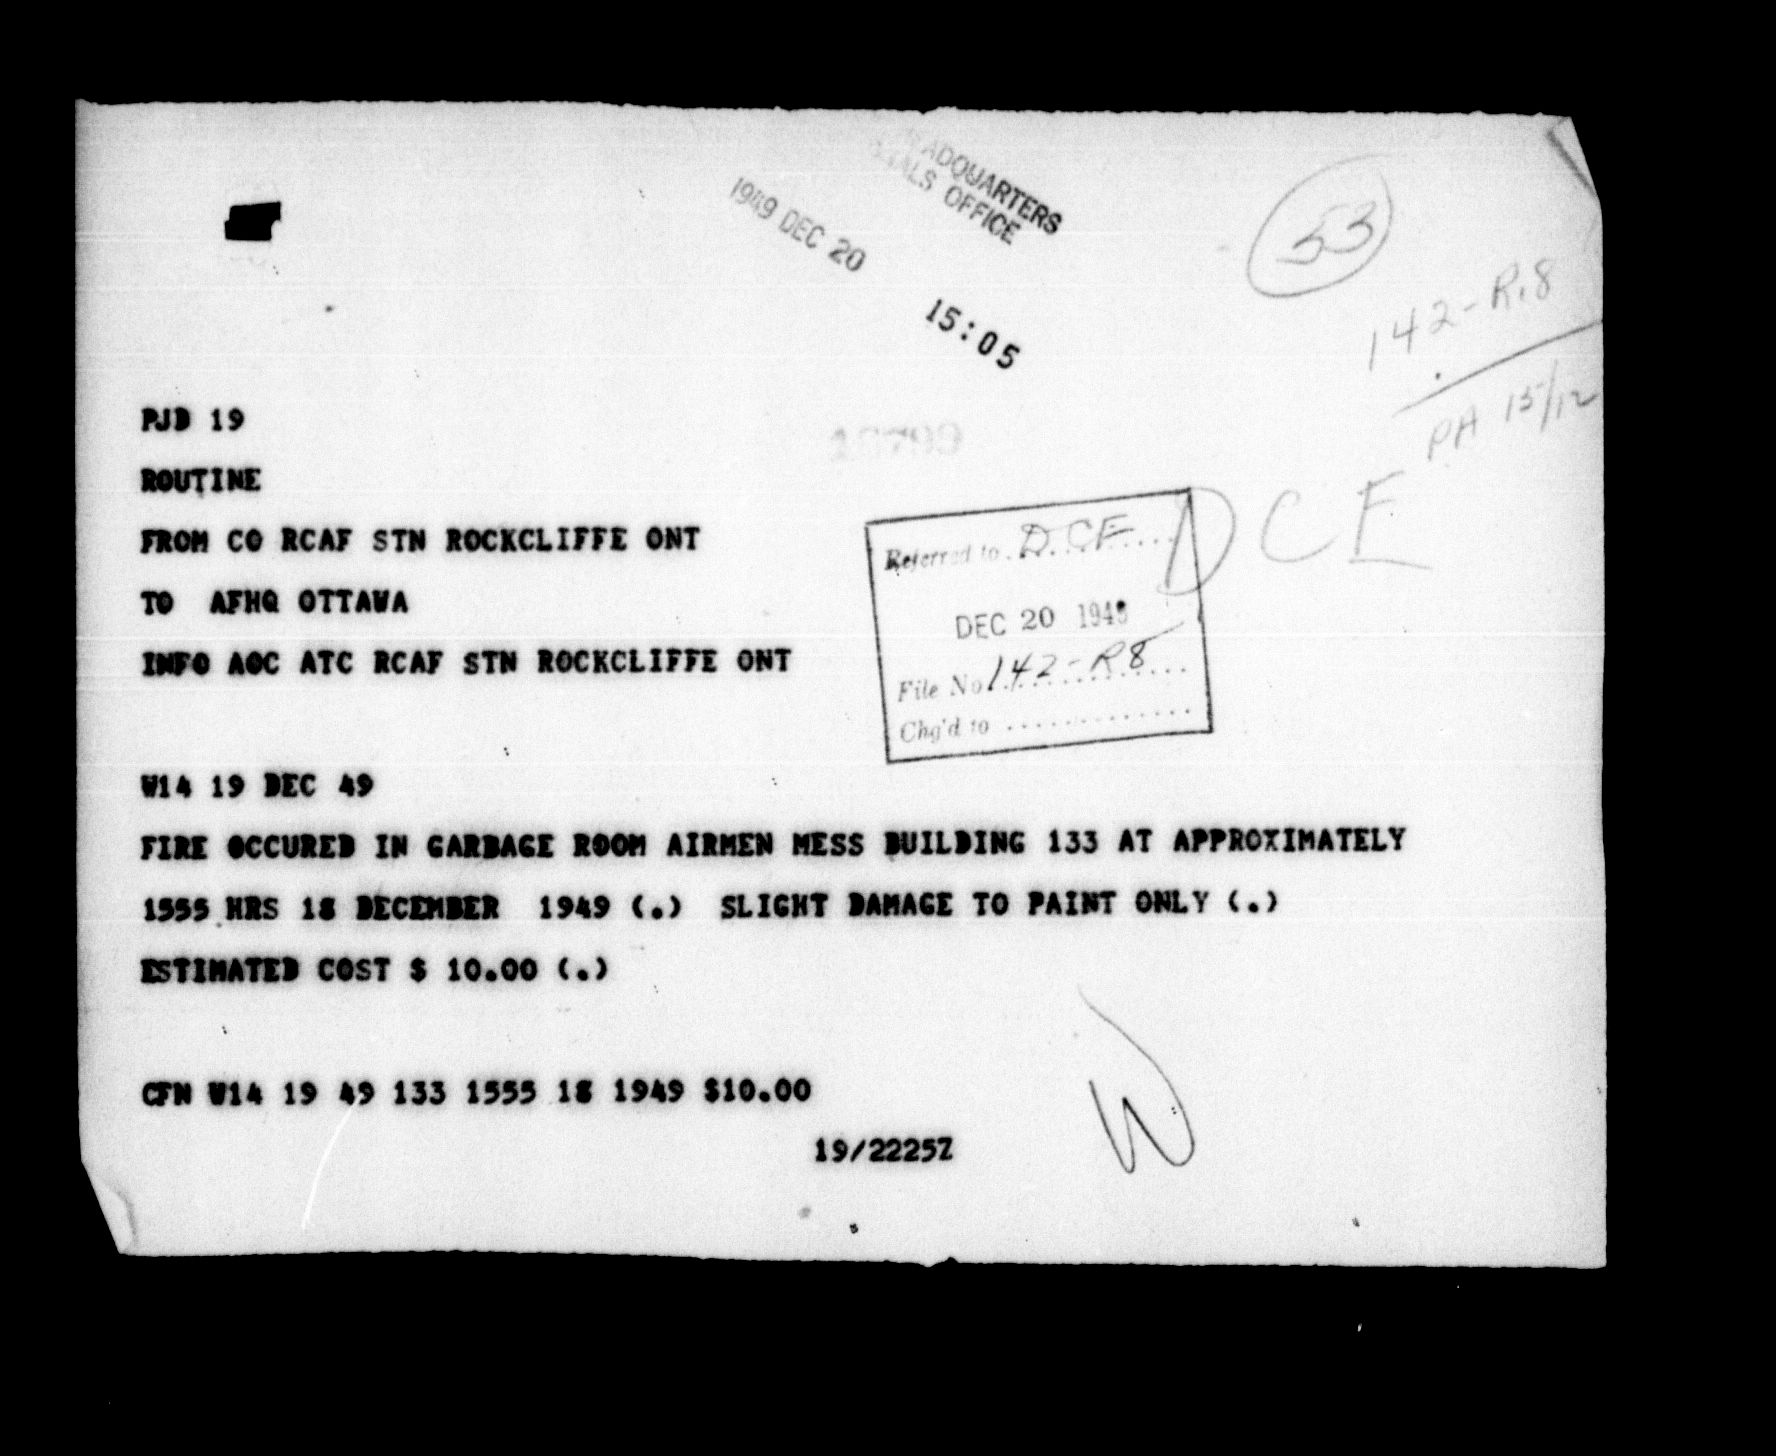 HEADQUARTERS
OFFICE
1949 DEC 20
15:05
53
142-R.8
PA 15/12
PJD 19
ROUTINE
FROM CO RCAF STN ROCKCLIFFE ONT
TO AFHQ OTTAWA
INFO AOC ATC RCAF STN ROCKCLIFFE ONT
DCE
Referred to DCE
DEC 20 1949
File No 142-R8
Chg'd to
W14 19 DEC 49
FIRE OCCURED IN GARBAGE ROOM AIRMEN MESS BUILDING 133 AT APPROXIMATELY
1555 HRS 18 DECEMBER 1949 (.) SLIGHT DAMAGE TO PAINT ONLY (.)
ESTIMATED COST $ 10.00 (.)
CFN W14 19 49 133 1555 18 1949 $10.00
19/2225Z